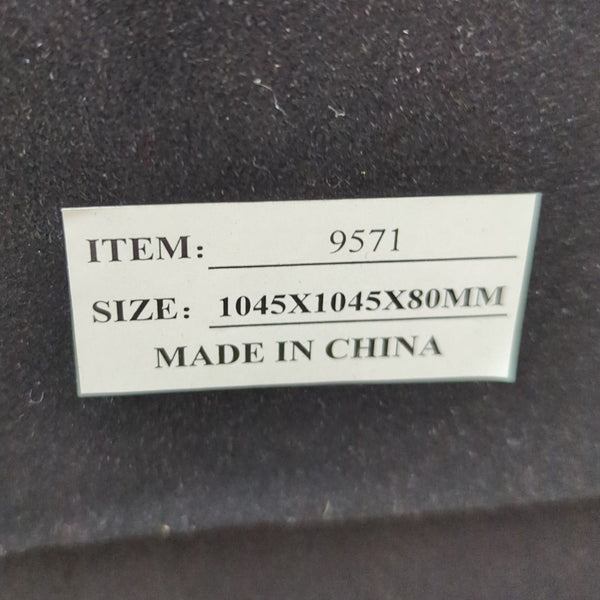 ITEM: 9571
SIZE: 1045X1045X80MM
MADE IN CHINA